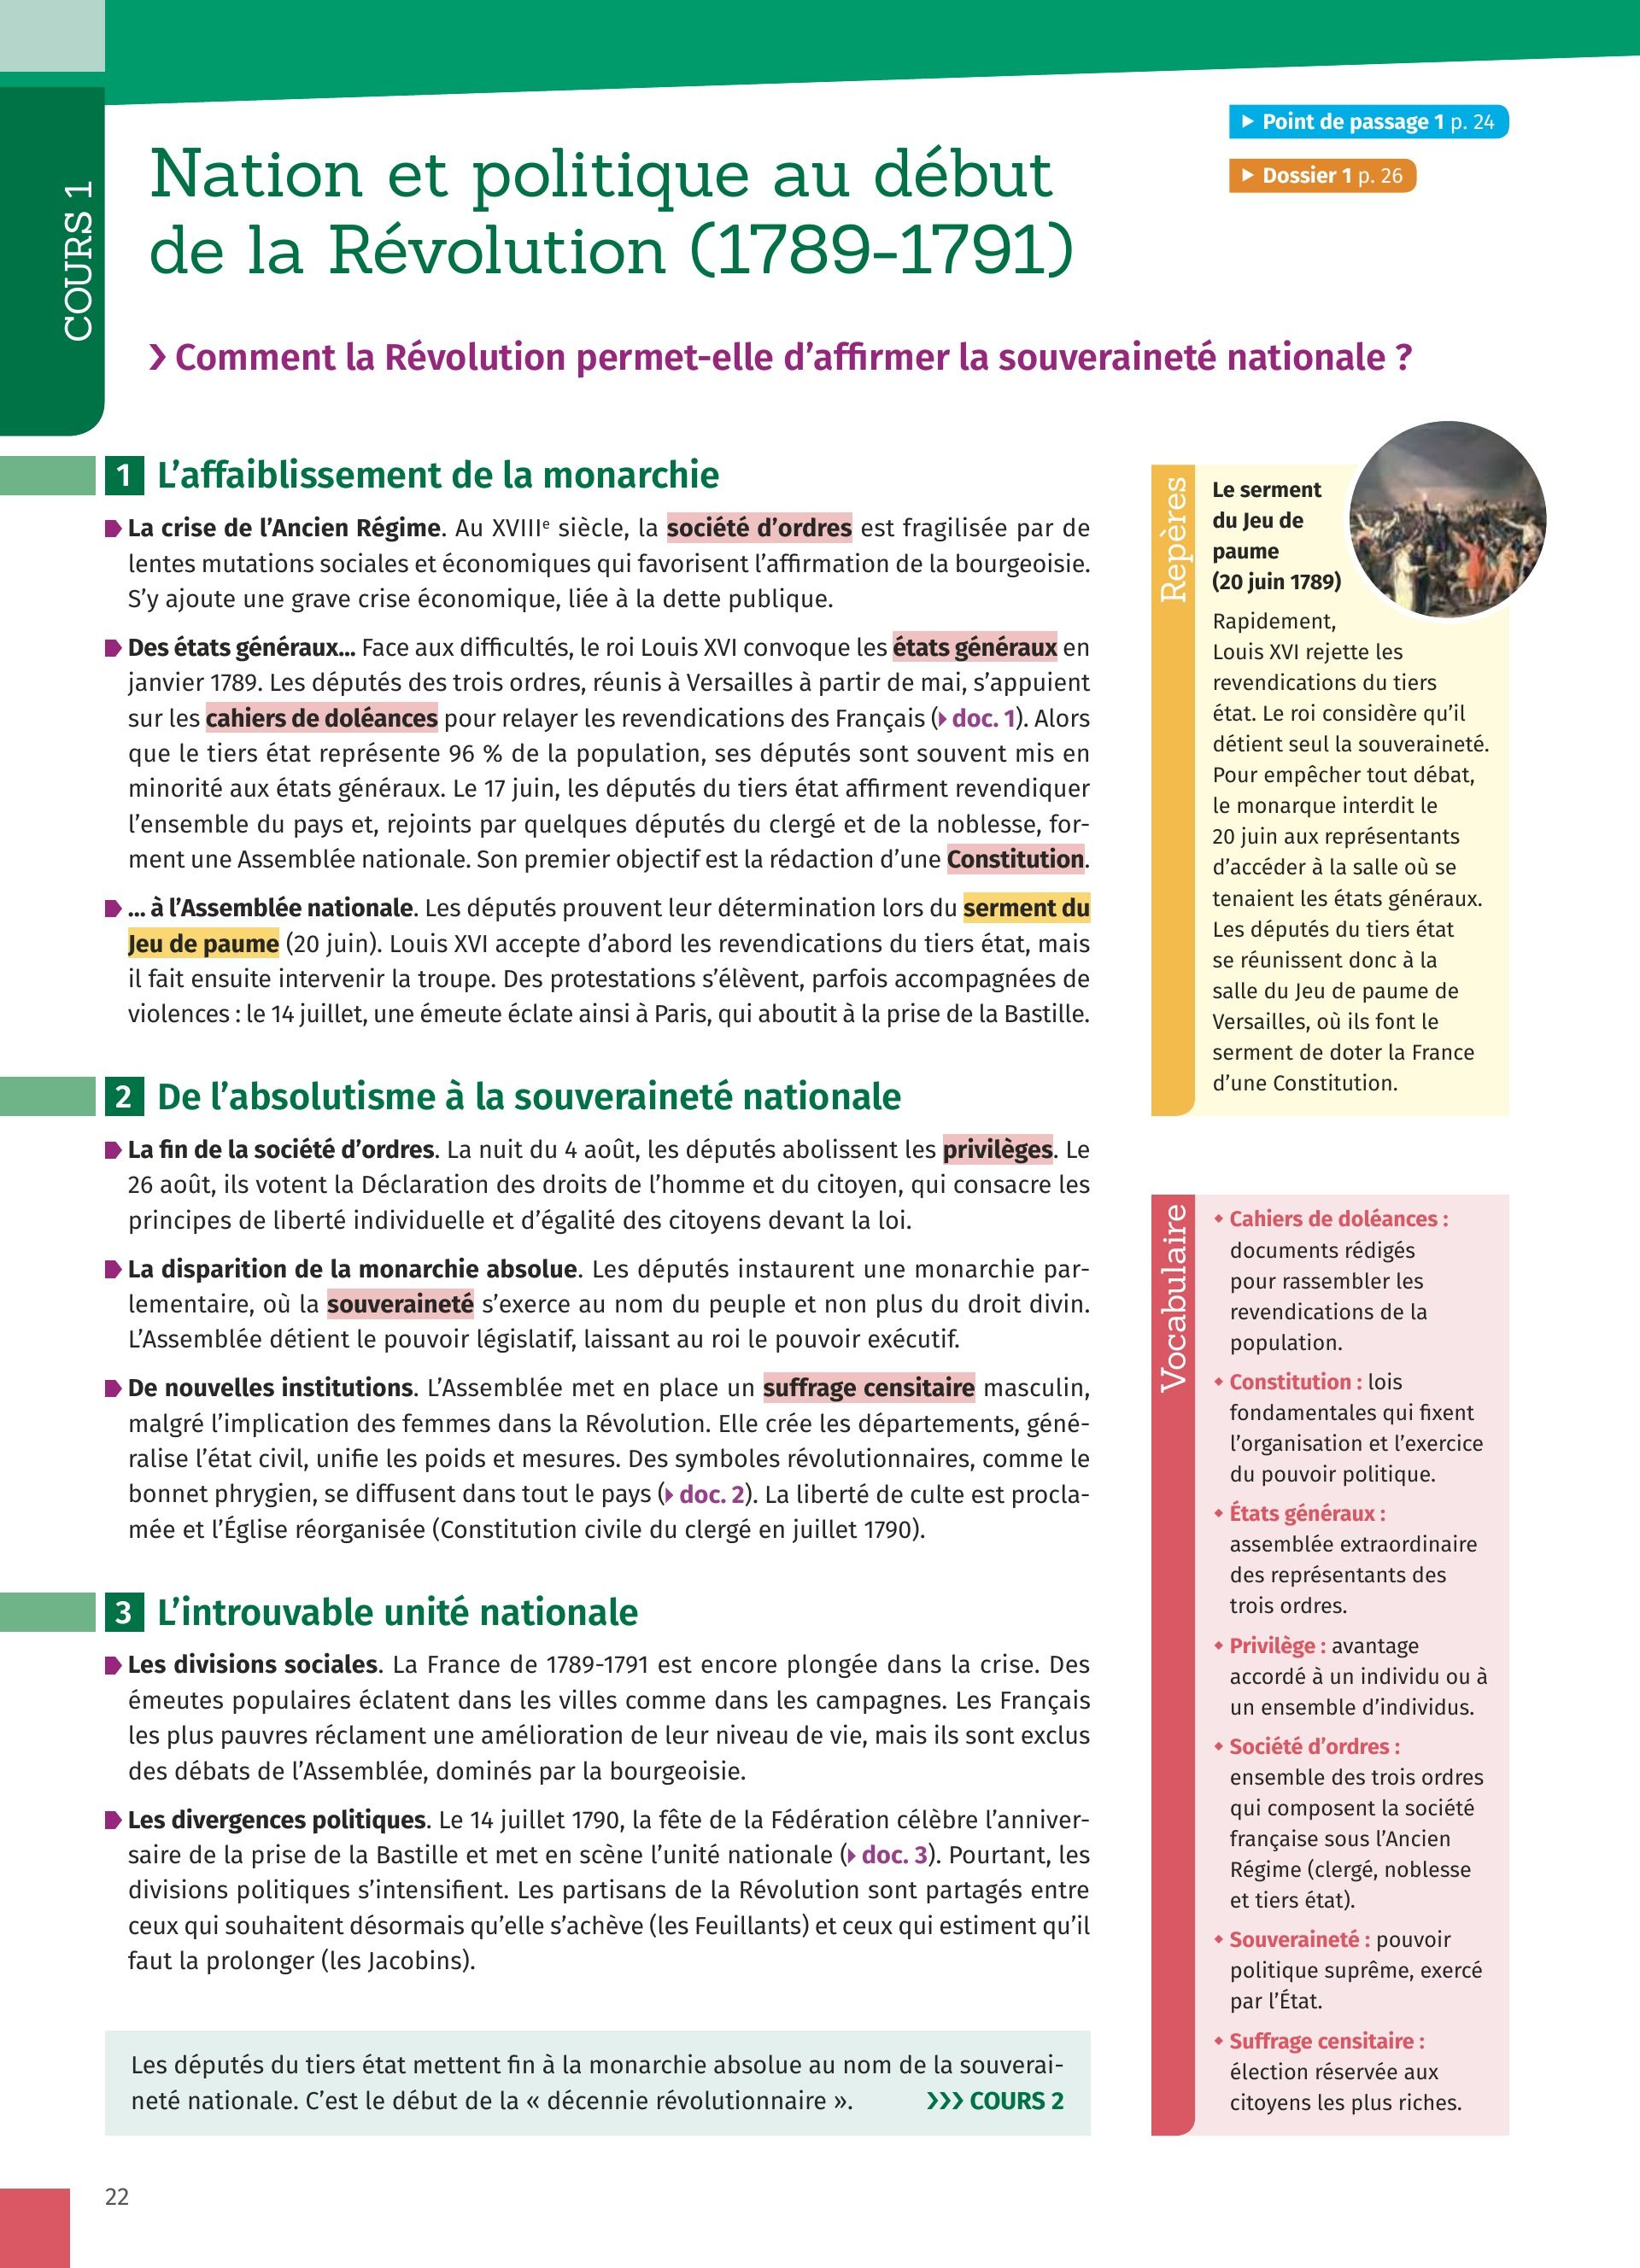 COURS 1
▶ Point de passage 1 p. 24
▶ Dossier 1 p. 26
Nation et politique au début
de la Révolution (1789-1791)
❯ Comment la Révolution permet-elle d’affirmer la souveraineté nationale ?
1 L’affaiblissement de la monarchie
La crise de l’Ancien Régime. Au XVIIIᵉ siècle, la société d’ordres est fragilisée par de
lentes mutations sociales et économiques qui favorisent l’affirmation de la bourgeoisie.
S’y ajoute une grave crise économique, liée à la dette publique.
Des états généraux… Face aux difficultés, le roi Louis XVI convoque les états généraux en
janvier 1789. Les députés des trois ordres, réunis à Versailles à partir de mai, s’appuient
sur les cahiers de doléances pour relayer les revendications des Français (▸ doc. 1). Alors
que le tiers état représente 96 % de la population, ses députés sont souvent mis en
minorité aux états généraux. Le 17 juin, les députés du tiers état affirment revendiquer
l’ensemble du pays et, rejoints par quelques députés du clergé et de la noblesse, for-
ment une Assemblée nationale. Son premier objectif est la rédaction d’une Constitution.
… à l’Assemblée nationale. Les députés prouvent leur détermination lors du serment du
Jeu de paume (20 juin). Louis XVI accepte d’abord les revendications du tiers état, mais
il fait ensuite intervenir la troupe. Des protestations s’élèvent, parfois accompagnées de
violences : le 14 juillet, une émeute éclate ainsi à Paris, qui aboutit à la prise de la Bastille.
2 De l’absolutisme à la souveraineté nationale
La fin de la société d’ordres. La nuit du 4 août, les députés abolissent les privilèges. Le
26 août, ils votent la Déclaration des droits de l’homme et du citoyen, qui consacre les
principes de liberté individuelle et d’égalité des citoyens devant la loi.
La disparition de la monarchie absolue. Les députés instaurent une monarchie par-
lementaire, où la souveraineté s’exerce au nom du peuple et non plus du droit divin.
L’Assemblée détient le pouvoir législatif, laissant au roi le pouvoir exécutif.
De nouvelles institutions. L’Assemblée met en place un suffrage censitaire masculin,
malgré l’implication des femmes dans la Révolution. Elle crée les départements, géné-
ralise l’état civil, unifie les poids et mesures. Des symboles révolutionnaires, comme le
bonnet phrygien, se diffusent dans tout le pays (▸ doc. 2). La liberté de culte est procla-
mée et l’Église réorganisée (Constitution civile du clergé en juillet 1790).
3 L’introuvable unité nationale
Les divisions sociales. La France de 1789-1791 est encore plongée dans la crise. Des
émeutes populaires éclatent dans les villes comme dans les campagnes. Les Français
les plus pauvres réclament une amélioration de leur niveau de vie, mais ils sont exclus
des débats de l’Assemblée, dominés par la bourgeoisie.
Les divergences politiques. Le 14 juillet 1790, la fête de la Fédération célèbre l’anniver-
saire de la prise de la Bastille et met en scène l’unité nationale (▸ doc. 3). Pourtant, les
divisions politiques s’intensifient. Les partisans de la Révolution sont partagés entre
ceux qui souhaitent désormais qu’elle s’achève (les Feuillants) et ceux qui estiment qu’il
faut la prolonger (les Jacobins).
Les députés du tiers état mettent fin à la monarchie absolue au nom de la souverai-
neté nationale. C’est le début de la « décennie révolutionnaire ». ❯❯❯ COURS 2
Repères
Le serment
du Jeu de
paume
(20 juin 1789)
Rapidement,
Louis XVI rejette les
revendications du tiers
état. Le roi considère qu’il
détient seul la souveraineté.
Pour empêcher tout débat,
le monarque interdit le
20 juin aux représentants
d’accéder à la salle où se
tenaient les états généraux.
Les députés du tiers état
se réunissent donc à la
salle du Jeu de paume de
Versailles, où ils font le
serment de doter la France
d’une Constitution.
Vocabulaire
• Cahiers de doléances :
documents rédigés
pour rassembler les
revendications de la
population.
• Constitution : lois
fondamentales qui fixent
l’organisation et l’exercice
du pouvoir politique.
• États généraux :
assemblée extraordinaire
des représentants des
trois ordres.
• Privilège : avantage
accordé à un individu ou à
un ensemble d’individus.
• Société d’ordres :
ensemble des trois ordres
qui composent la société
française sous l’Ancien
Régime (clergé, noblesse
et tiers état).
• Souveraineté : pouvoir
politique suprême, exercé
par l’État.
• Suffrage censitaire :
élection réservée aux
citoyens les plus riches.
22